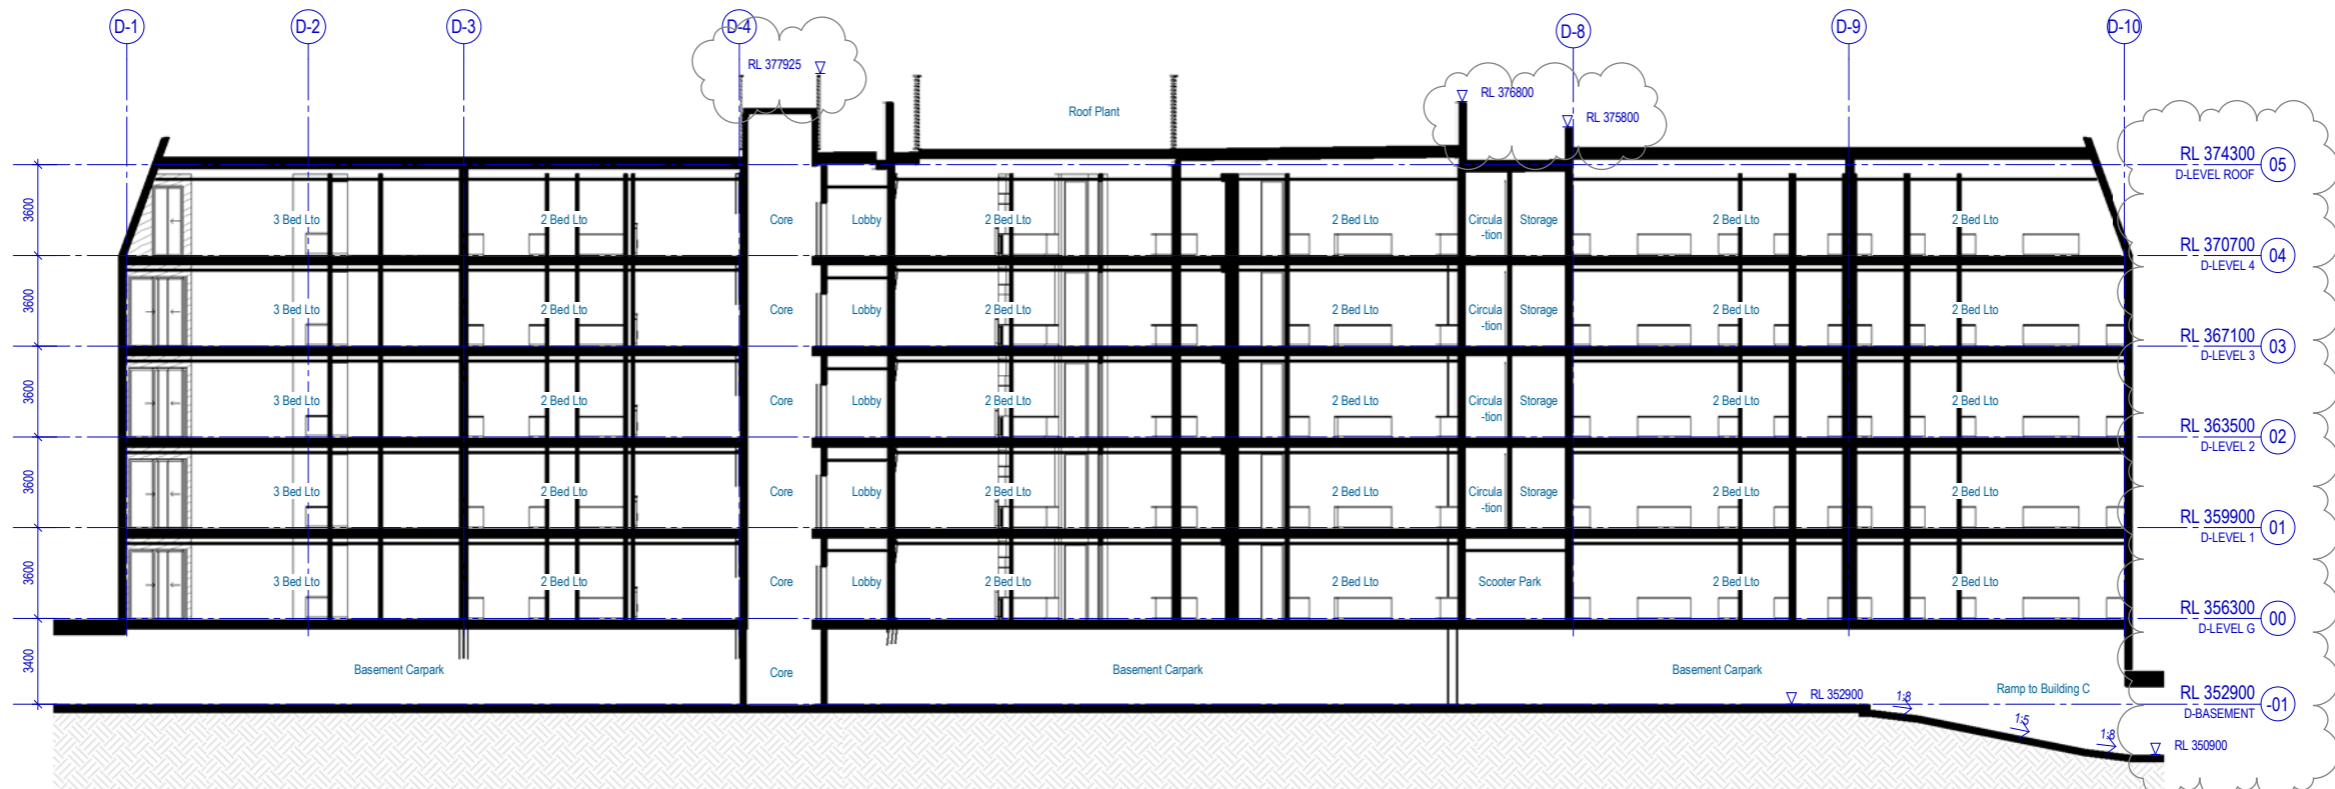 D-1 D-2 D-3 D-4 D-8 D-9 D-10
RL 377925
RL 376800
Roof Plant
RL 375800
RL 374300 05
D-LEVEL ROOF
3600 3 Bed Lto 2 Bed Lto Core Lobby 2 Bed Lto 2 Bed Lto Circula Storage 2 Bed Lto 2 Bed Lto
-tion
RL 370700 04
D-LEVEL 4
3600 3 Bed Lto 2 Bed Lto Core Lobby 2 Bed Lto 2 Bed Lto Circula Storage 2 Bed Lto 2 Bed Lto
-tion
RL 367100 03
D-LEVEL 3
3600 3 Bed Lto 2 Bed Lto Core Lobby 2 Bed Lto 2 Bed Lto Circula Storage 2 Bed Lto 2 Bed Lto
-tion
RL 363500 02
D-LEVEL 2
3600 3 Bed Lto 2 Bed Lto Core Lobby 2 Bed Lto 2 Bed Lto Circula Storage 2 Bed Lto 2 Bed Lto
-tion
RL 359900 01
D-LEVEL 1
3600 3 Bed Lto 2 Bed Lto Core Lobby 2 Bed Lto 2 Bed Lto Scooter Park 2 Bed Lto 2 Bed Lto
RL 356300 00
D-LEVEL G
3400 Basement Carpark Core Basement Carpark Basement Carpark
Ramp to Building C
RL 352900 1:8 RL 352900 -01
D-BASEMENT
1:5
1:8 RL 350900